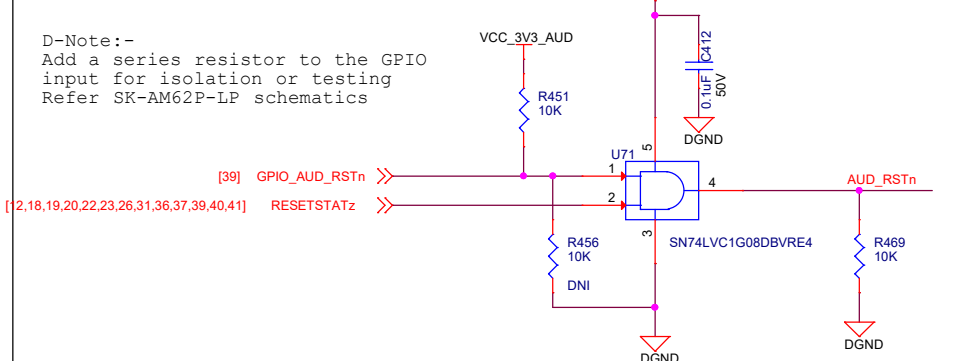 D-Note:-
Add a series resistor to the GPIO
input for isolation or testing
Refer SK-AM62P-LP schematics
VCC_3V3_AUD
R451
10K
C412
0.1uF
50V
DGND
U71
5
[39] GPIO_AUD_RSTn
1
4
AUD_RSTn
[12,18,19,20,22,23,26,31,36,37,39,40,41] RESETSTATz
2
3
SN74LVC1G08DBVRE4
R456
10K
DNI
R469
10K
DGND
DGND